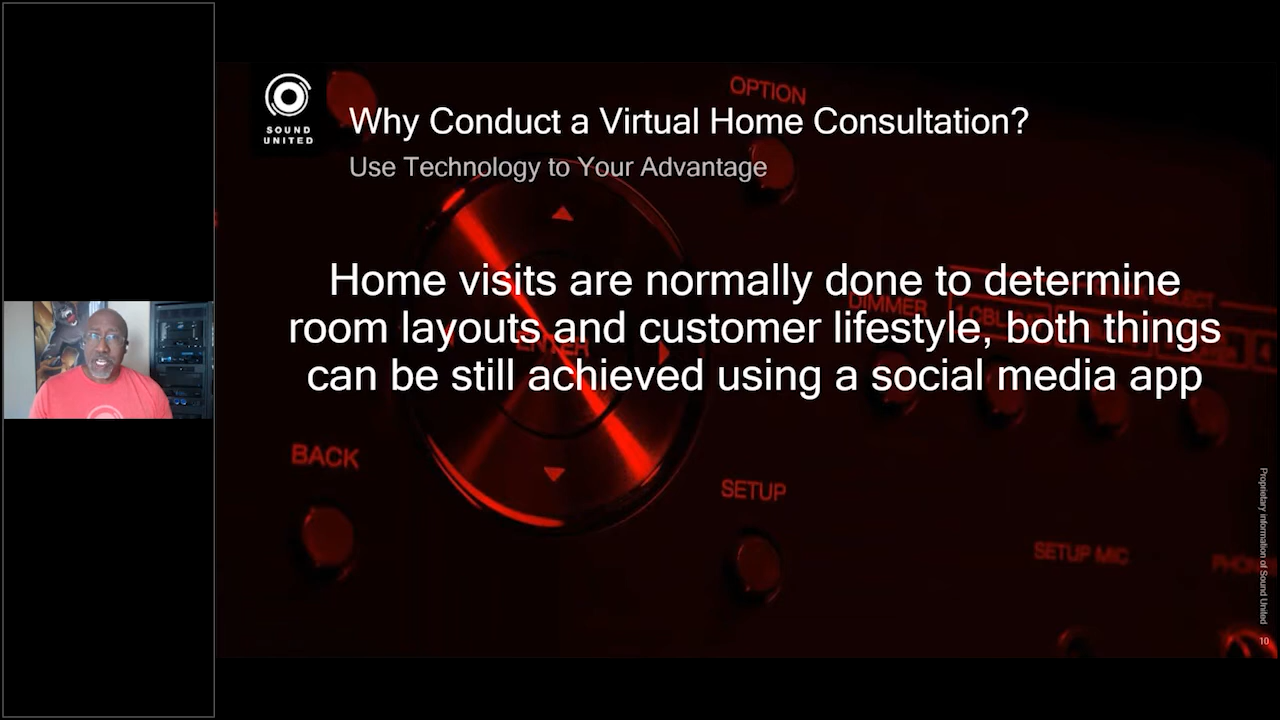 SOUND
UNITED
Why Conduct a Virtual Home Consultation?
Use Technology to Your Advantage
OPTION
Home visits are normally done to determine
room layouts and customer lifestyle, both things
can be still achieved using a social media app
DIMMER
ENTER
BACK
SETUP
SETUP MIC
Proprietary information of Sound United
10